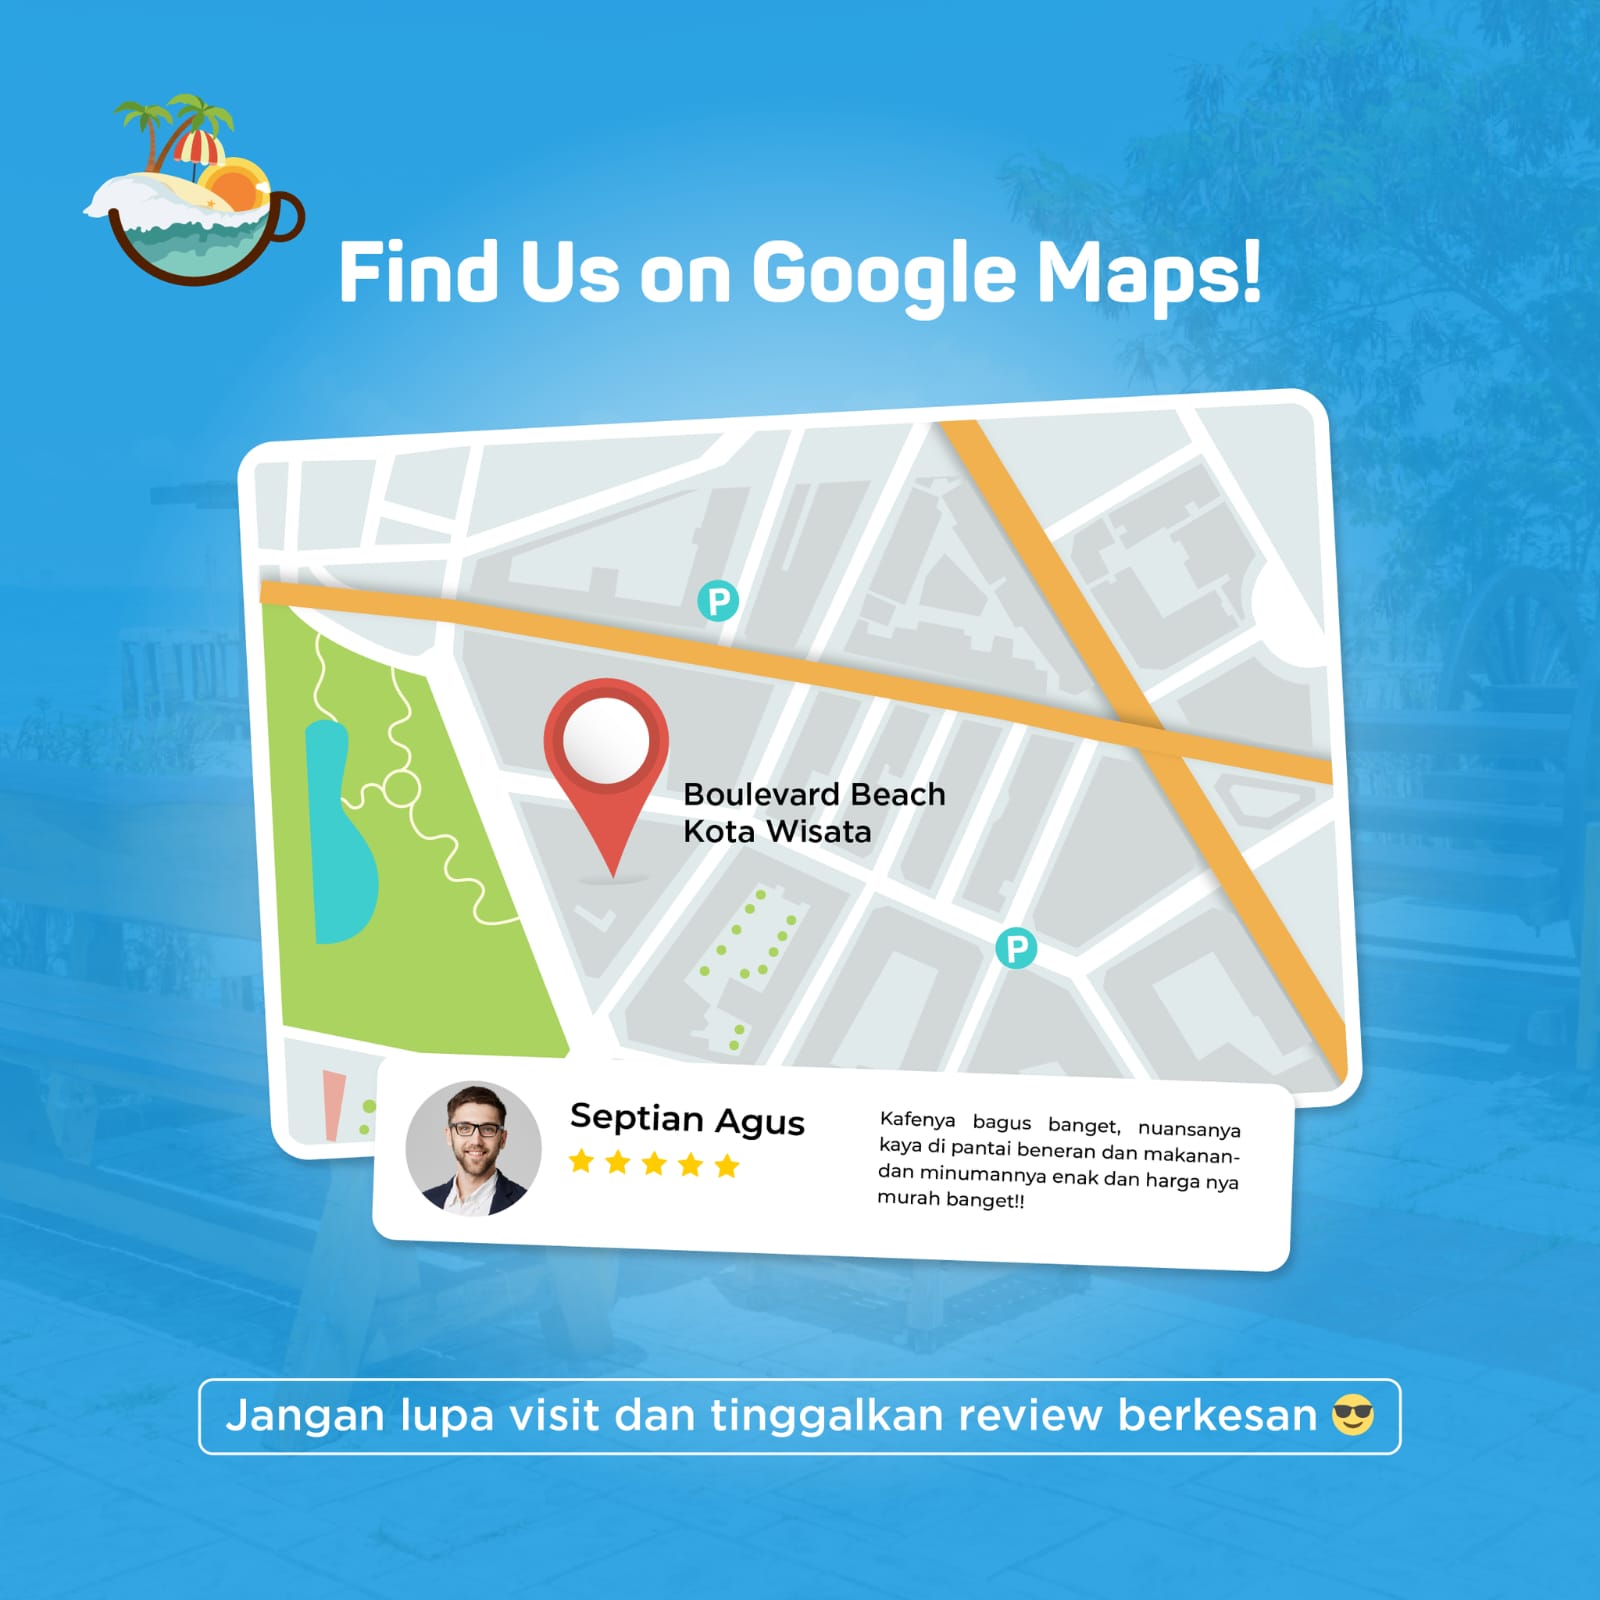 Find Us on Google Maps!
P
Boulevard Beach
Kota Wisata
P
Septian Agus
Kafenya bagus banget, nuansanya
kaya di pantai beneran dan makanan-
dan minumannya enak dan harga nya
murah banget!!
Jangan lupa visit dan tinggalkan review berkesan 😎